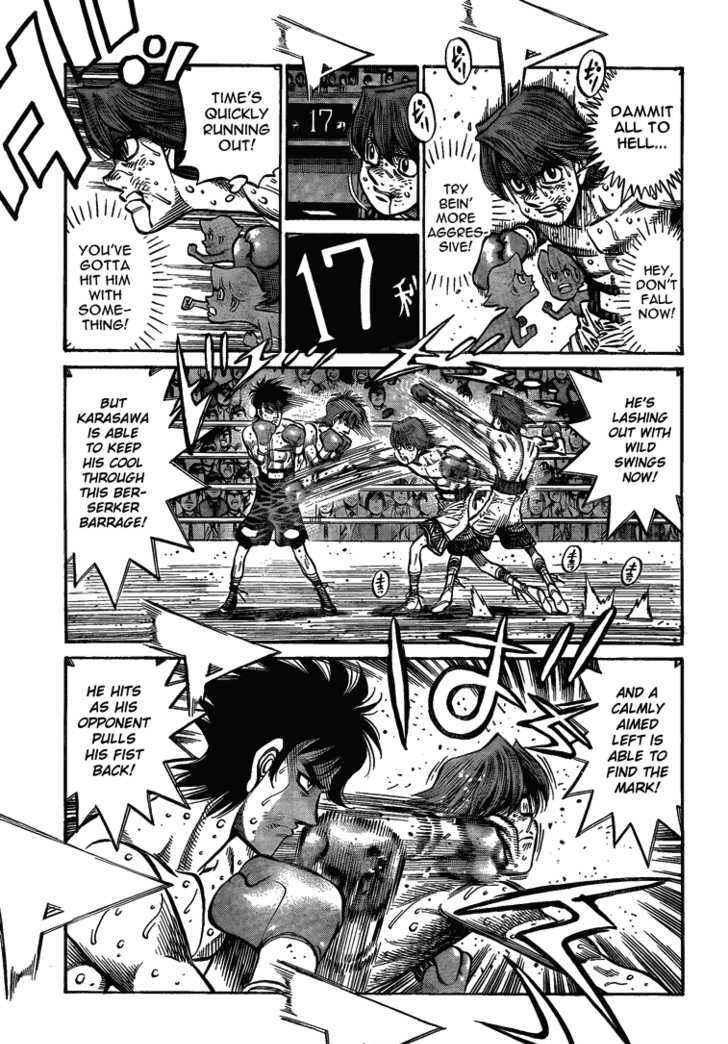 DAMMIT
ALL TO
HELL...
HEY,
DON'T
FALL
NOW!
TRY
BEIN'
MORE
AGGRES-
SIVE!
17
17
秒
TIME'S
QUICKLY
RUNNING
OUT!
YOU'VE
GOTTA
HIT HIM
WITH
SOME-
THING!
HE'S
LASHING
OUT WITH
WILD
SWINGS
NOW!
BUT
KARASAWA
IS ABLE
TO KEEP
HIS COOL
THROUGH
THIS BER-
SERKER
BARRAGE!
AND A
CALMLY
AIMED
LEFT IS
ABLE TO
FIND THE
MARK!
HE HITS
AS HIS
OPPONENT
PULLS
HIS FIST
BACK!